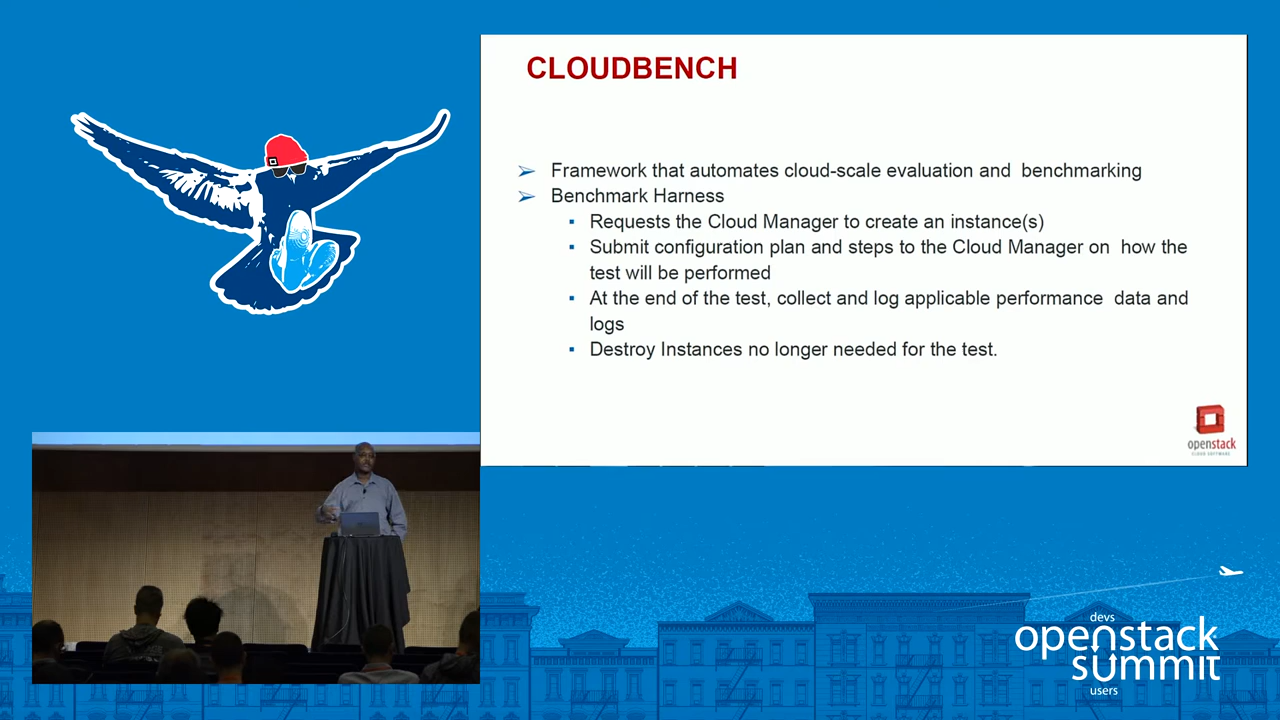 CLOUDBENCH
Framework that automates cloud-scale evaluation and benchmarking
Benchmark Harness
Requests the Cloud Manager to create an instance(s)
Submit configuration plan and steps to the Cloud Manager on how the
test will be performed
At the end of the test, collect and log applicable performance data and
logs
Destroy Instances no longer needed for the test.
openstack
CLOUD SOFTWARE
devs
openstack
summit
users